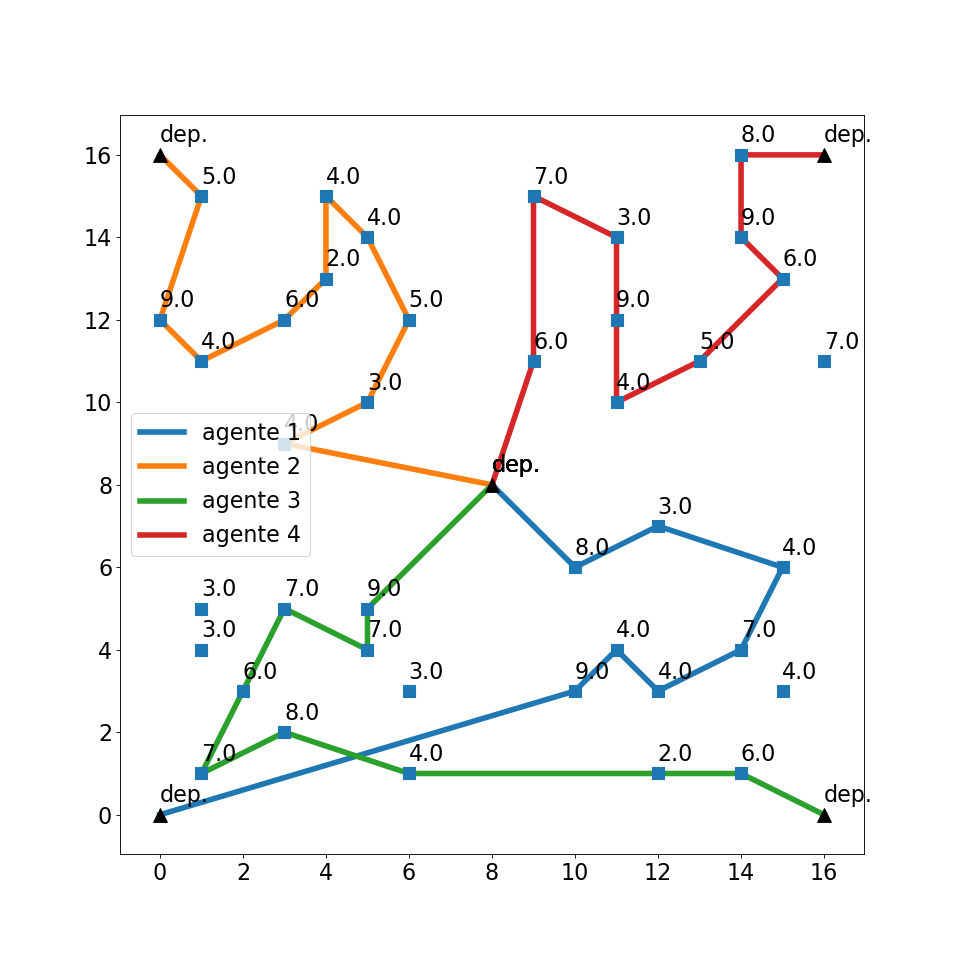 8.0 dep.
dep.
16
5.0 4.0 7.0
4.0 3.0
14
9.0
2.0 6.0
9.0 6.0 5.0 9.0
12
4.0 6.0 5.0 7.0
3.0 4.0
10
4.0
agente 1
agente 2
dep.
8
agente 3
agente 4
3.0
8.0 4.0
6
3.0 7.0 9.0
3.0 7.0 4.0 7.0
4
6.0 3.0 9.0 4.0 4.0
8.0
2
7.0 4.0 2.0 6.0
dep. dep.
0
0 2 4 6 8 10 12 14 16